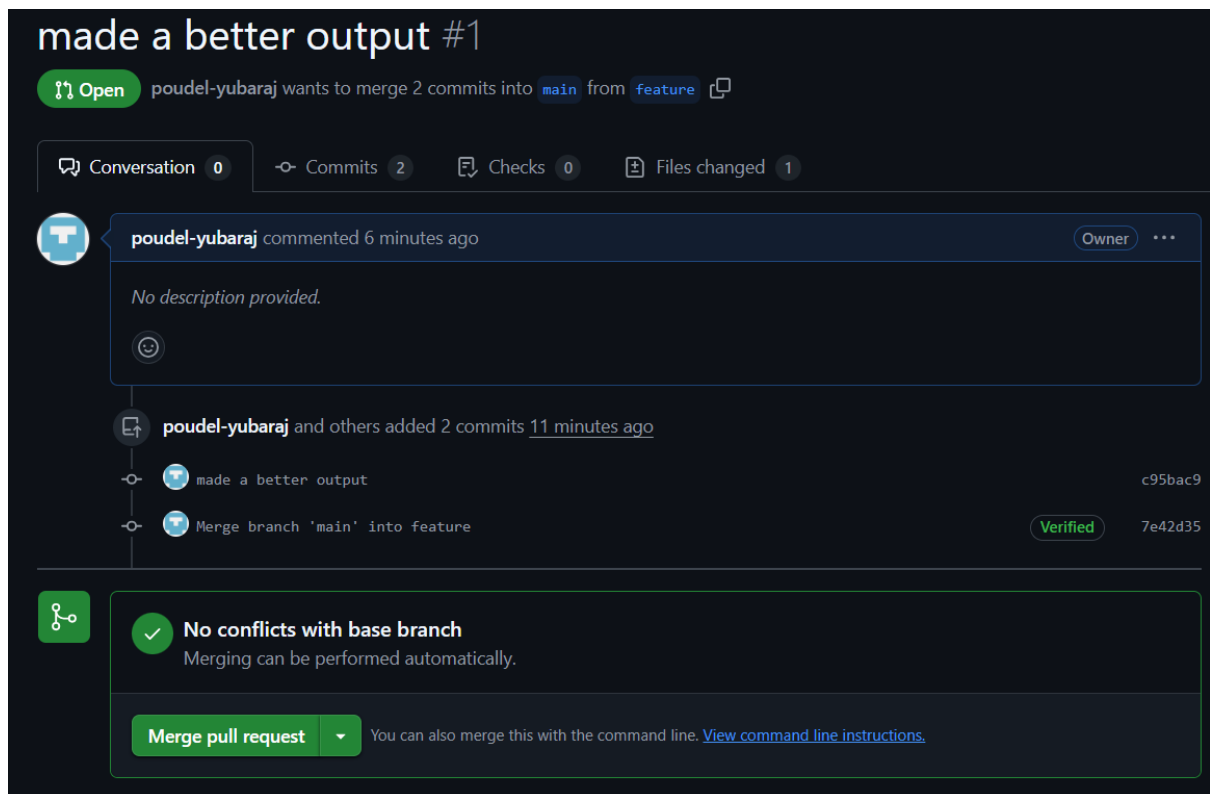 made a better output #1
Open poudel-yubaraj wants to merge 2 commits into main from feature
Conversation 0 Commits 2 Checks 0 Files changed 1
poudel-yubaraj commented 6 minutes ago Owner
No description provided.
poudel-yubaraj and others added 2 commits 11 minutes ago
made a better output c95bac9
Merge branch 'main' into feature Verified 7e42d35
No conflicts with base branch
Merging can be performed automatically.
Merge pull request You can also merge this with the command line. View command line instructions.